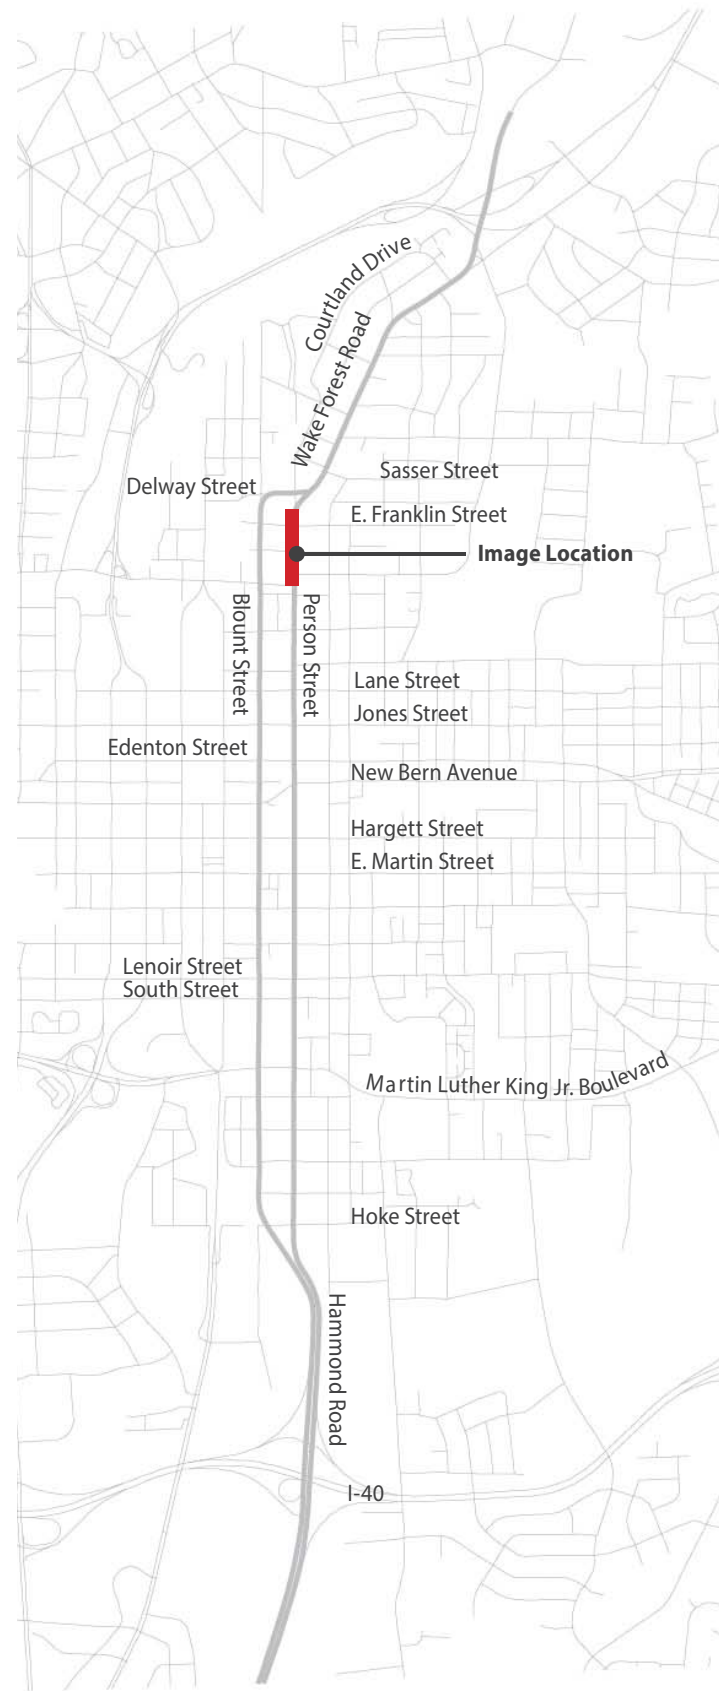 Courtland Drive
Wake Forest Road
Sasser Street
Delway Street
E. Franklin Street
Image Location
Blount Street
Person Street
Lane Street
Jones Street
Edenton Street
New Bern Avenue
Hargett Street
E. Martin Street
Lenoir Street
South Street
Martin Luther King Jr. Boulevard
Hoke Street
Hammond Road
I-40